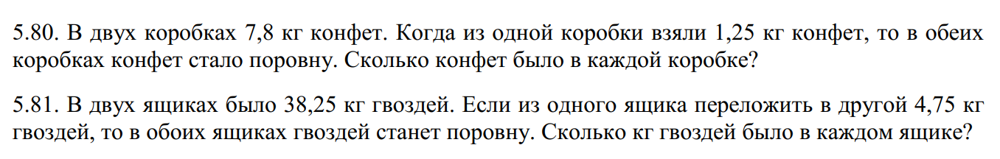 5.80. В двух коробках 7,8 кг конфет. Когда из одной коробки взяли 1,25 кг конфет, то в обеих
коробках конфет стало поровну. Сколько конфет было в каждой коробке?
5.81. В двух ящиках было 38,25 кг гвоздей. Если из одного ящика переложить в другой 4,75 кг
гвоздей, то в обоих ящиках гвоздей станет поровну. Сколько кг гвоздей было в каждом ящике?